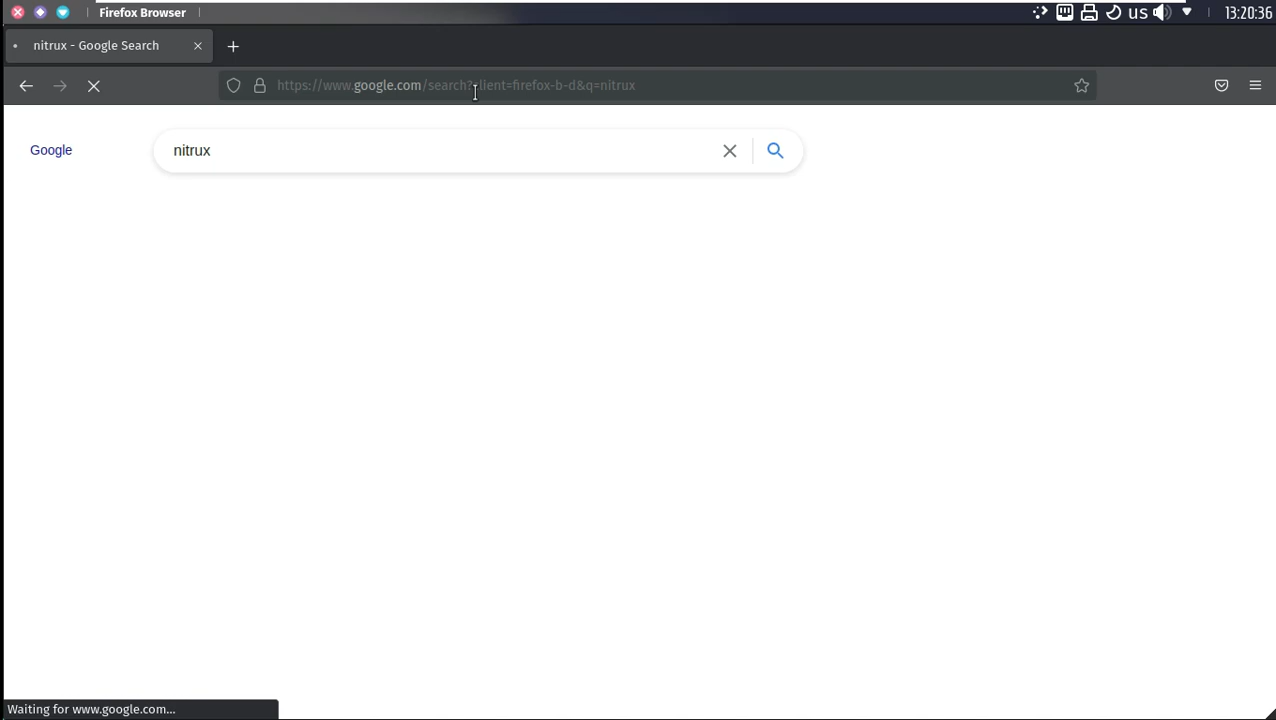 Firefox Browser
us
13:20:36
nitrux - Google Search
https://www.google.com/search?client=firefox-b-d&q=nitrux
Google
nitrux
Waiting for www.google.com...